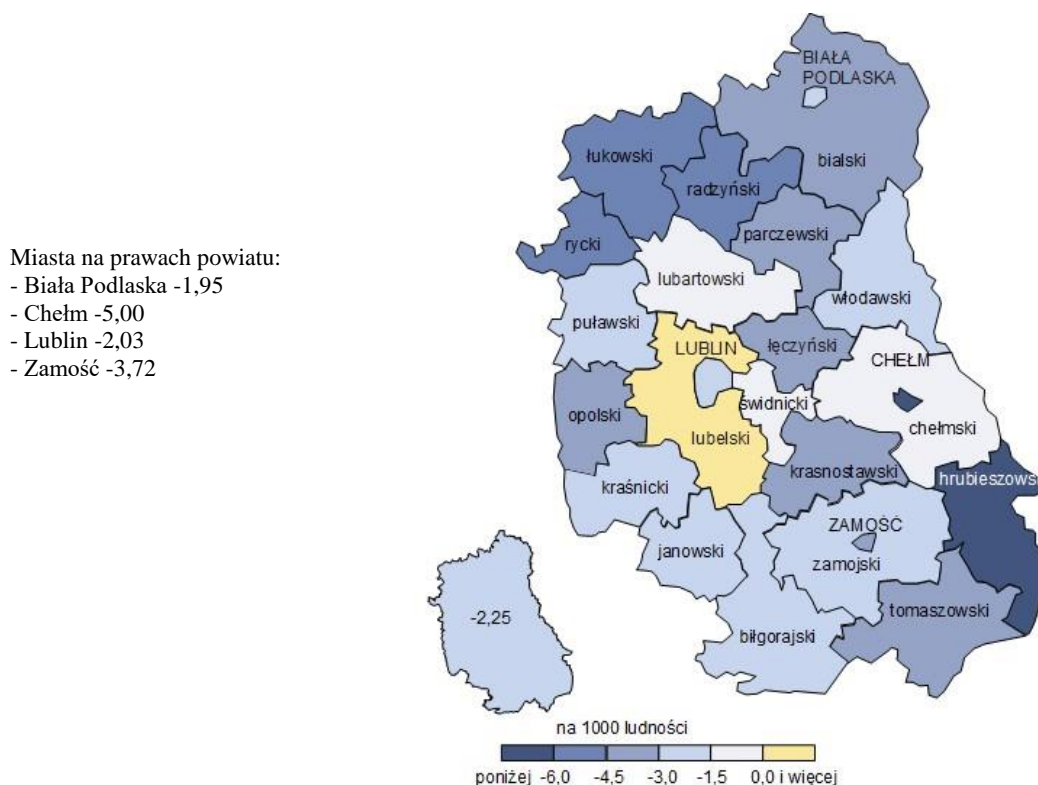 Miasta na prawach powiatu:
- Biała Podlaska -1,95
- Chełm -5,00
- Lublin -2,03
- Zamość -3,72
BIAŁA
PODLASKA
bialski
łukowski
radzyński
rycki
parczewski
lubartowski
włodawski
puławski
LUBLIN
łęczyński
CHEŁM
opolski
świdnicki
chełmski
lubelski
krasnostawski
hrubieszows
kraśnicki
ZAMOŚĆ
janowski
zamojski
tomaszowski
biłgorajski
-2,25
na 1000 ludności
poniżej -6,0 -4,5 -3,0 -1,5 0,0 i więcej